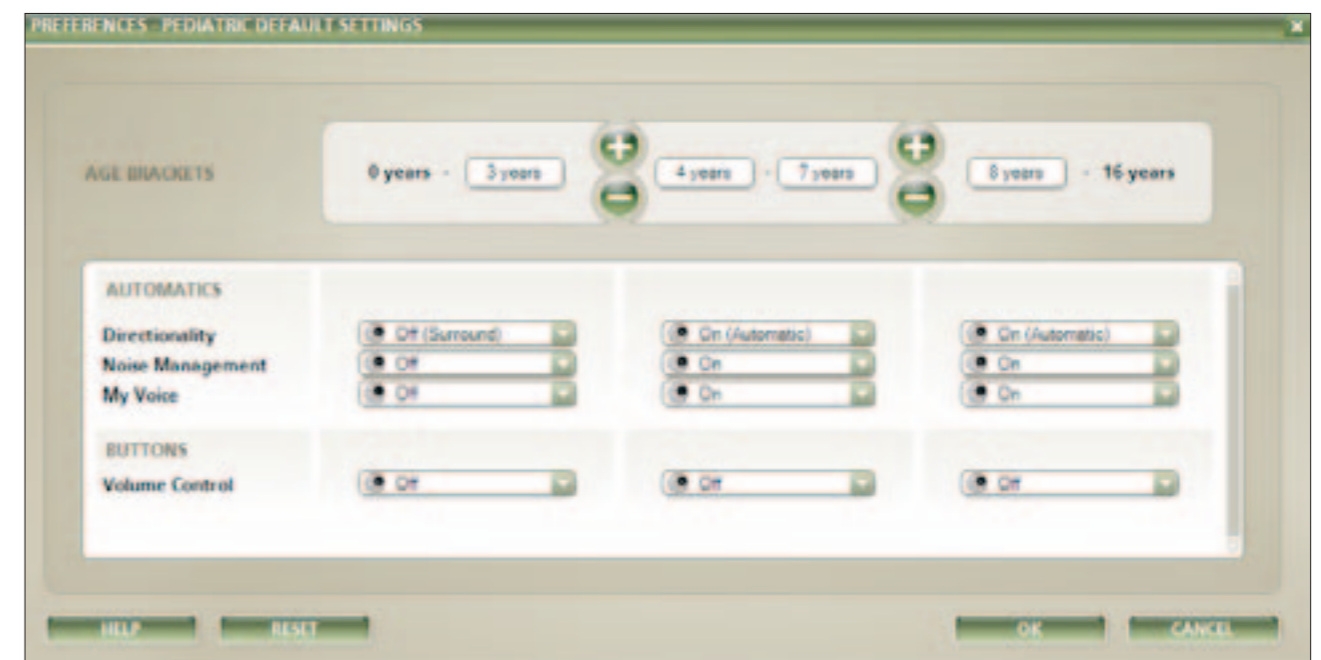 PREFERENCES - PEDIATRIC DEFAULT SETTINGS
AGE BRACKETS 0 years - 3 years 4 years - 7 years 8 years - 16 years
AUTOMATICS
Directionality Off (Surround) On (Automatic) On (Automatic)
Noise Management Off On On
My Voice Off On On
BUTTONS
Volume Control Off Off Off
HELP RESET OK CANCEL